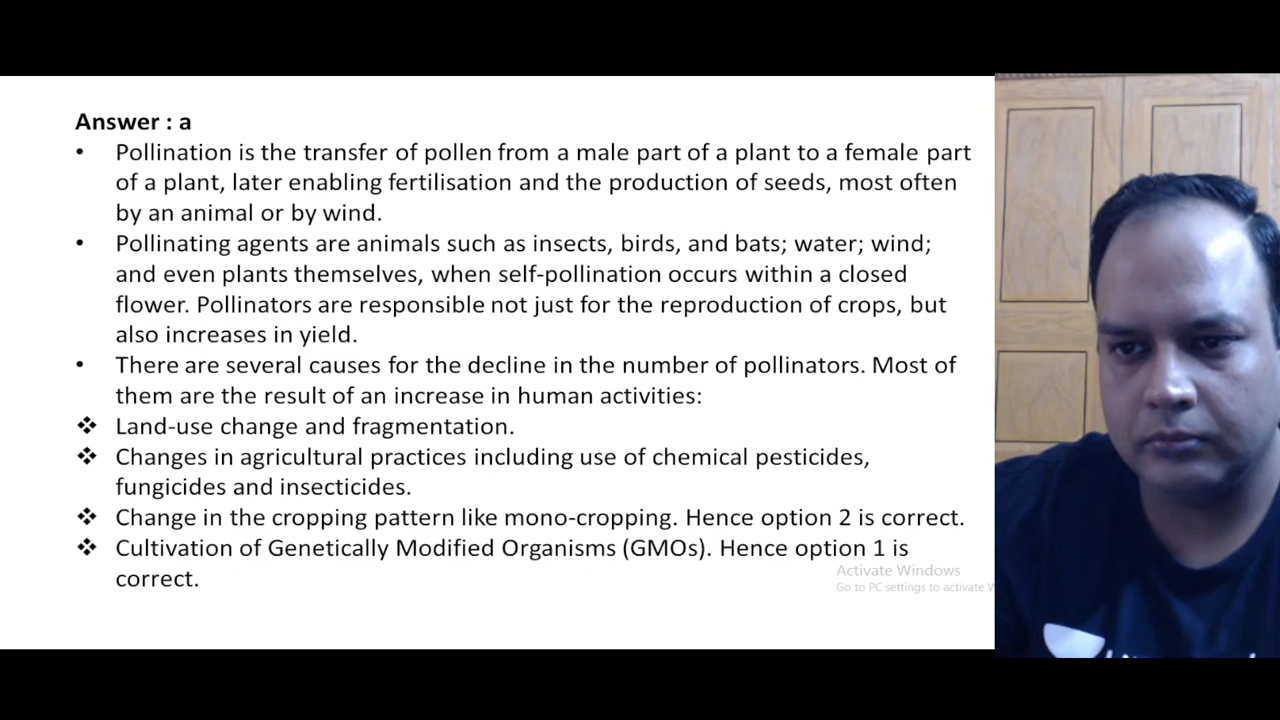 Answer : a
• Pollination is the transfer of pollen from a male part of a plant to a female part
of a plant, later enabling fertilisation and the production of seeds, most often
by an animal or by wind.
• Pollinating agents are animals such as insects, birds, and bats; water; wind;
and even plants themselves, when self-pollination occurs within a closed
flower. Pollinators are responsible not just for the reproduction of crops, but
also increases in yield.
• There are several causes for the decline in the number of pollinators. Most of
them are the result of an increase in human activities:
❖ Land-use change and fragmentation.
❖ Changes in agricultural practices including use of chemical pesticides,
fungicides and insecticides.
❖ Change in the cropping pattern like mono-cropping. Hence option 2 is correct.
❖ Cultivation of Genetically Modified Organisms (GMOs). Hence option 1 is
correct.
Activate Windows
Go to PC settings to activate W